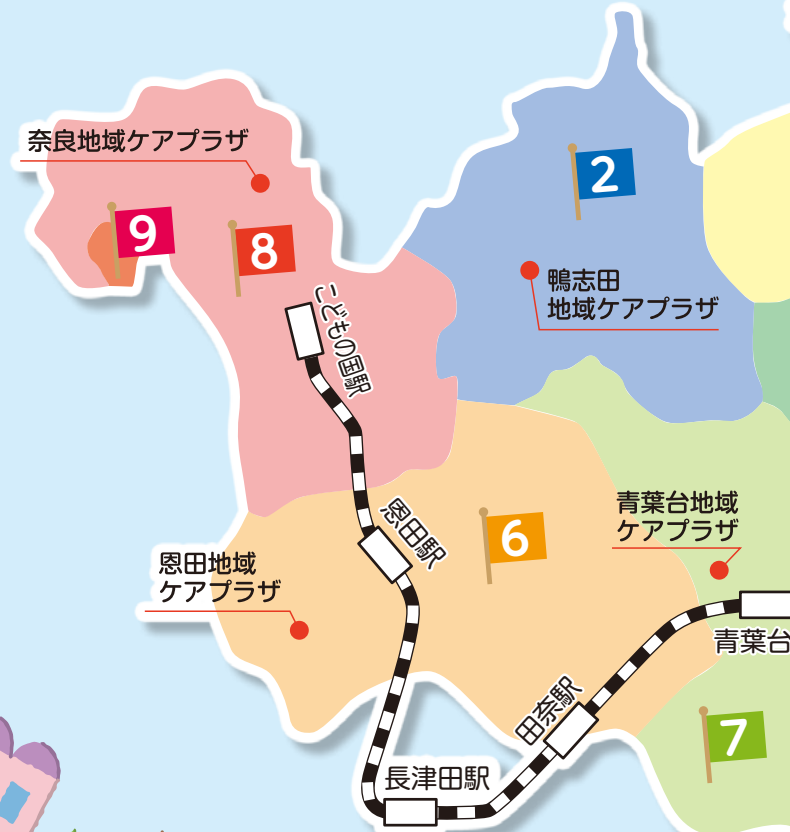 奈良地域ケアプラザ
2
9
8
鴨志田
地域ケアプラザ
こどもの国駅
青葉台地域
ケアプラザ
恩田駅
6
恩田地域
ケアプラザ
青葉台
田奈駅
7
長津田駅